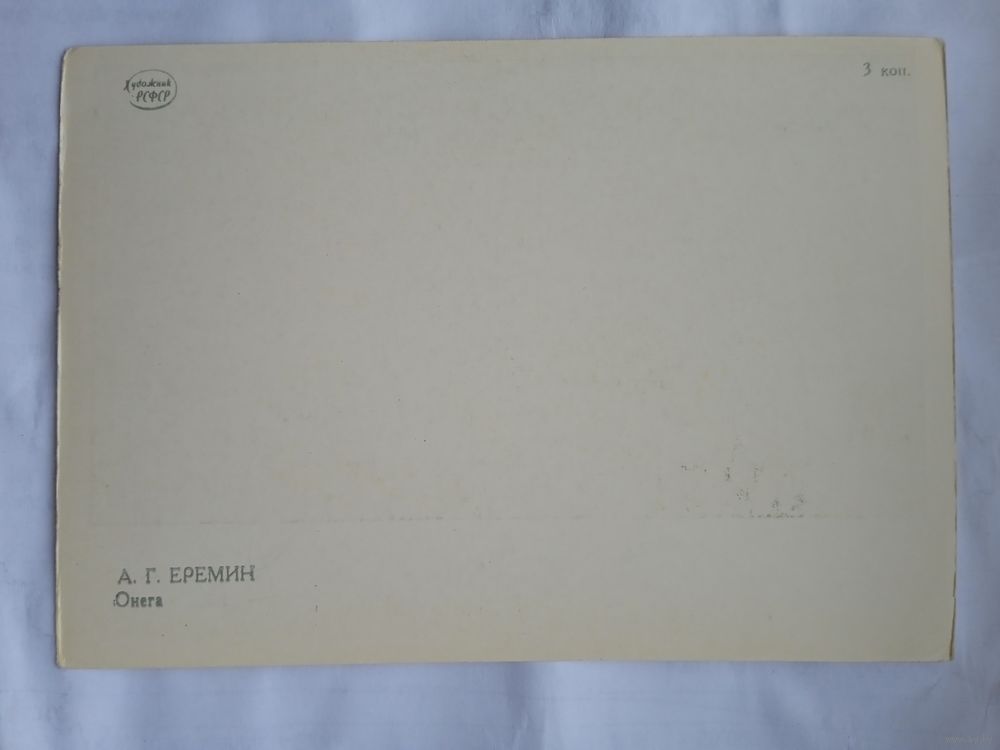 Художник
РСФСР
3 коп.
А. Г. ЕРЕМИН
Онега